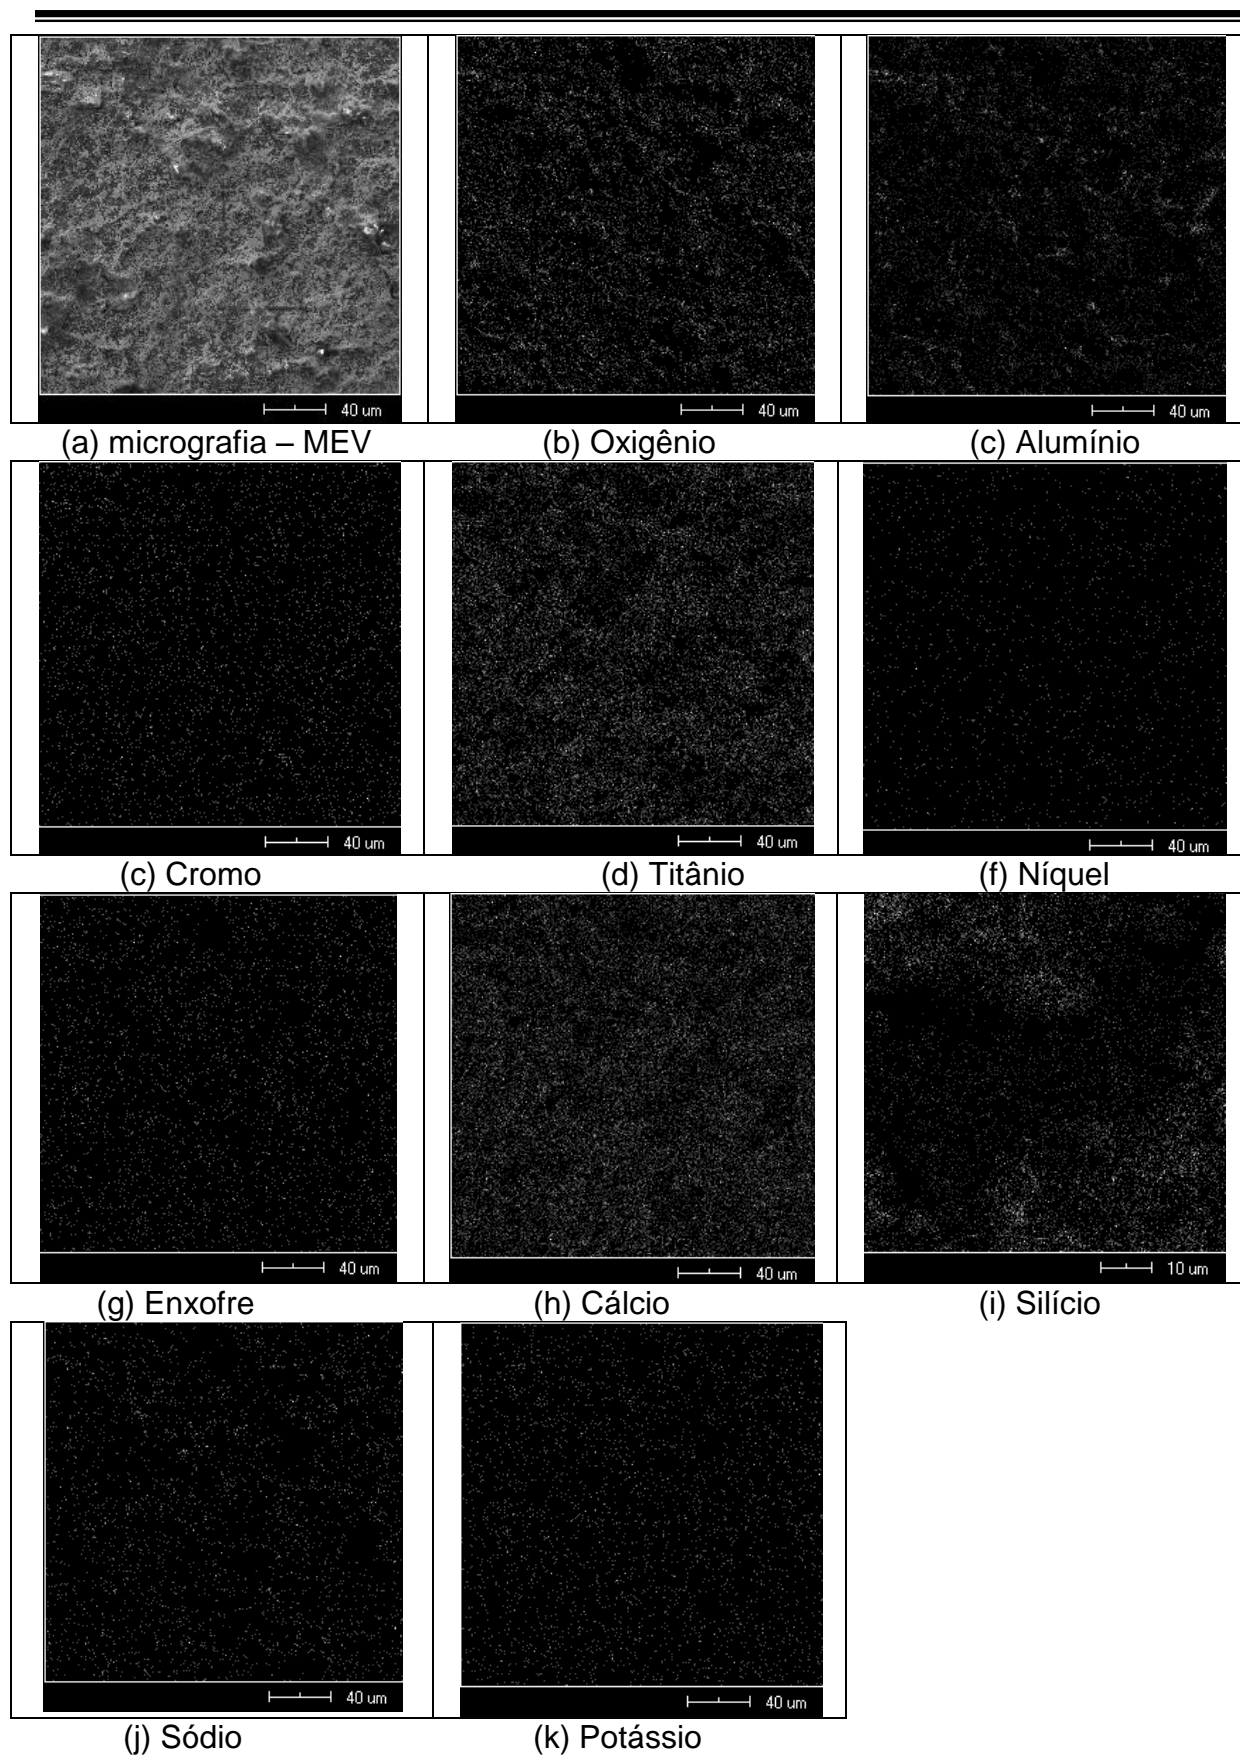 40 um 40 um 40 um
(a) micrografia – MEV (b) Oxigênio (c) Alumínio
40 um 40 um 40 um
(c) Cromo (d) Titânio (f) Níquel
40 um 40 um 10 um
(g) Enxofre (h) Cálcio (i) Silício
40 um 40 um
(j) Sódio (k) Potássio